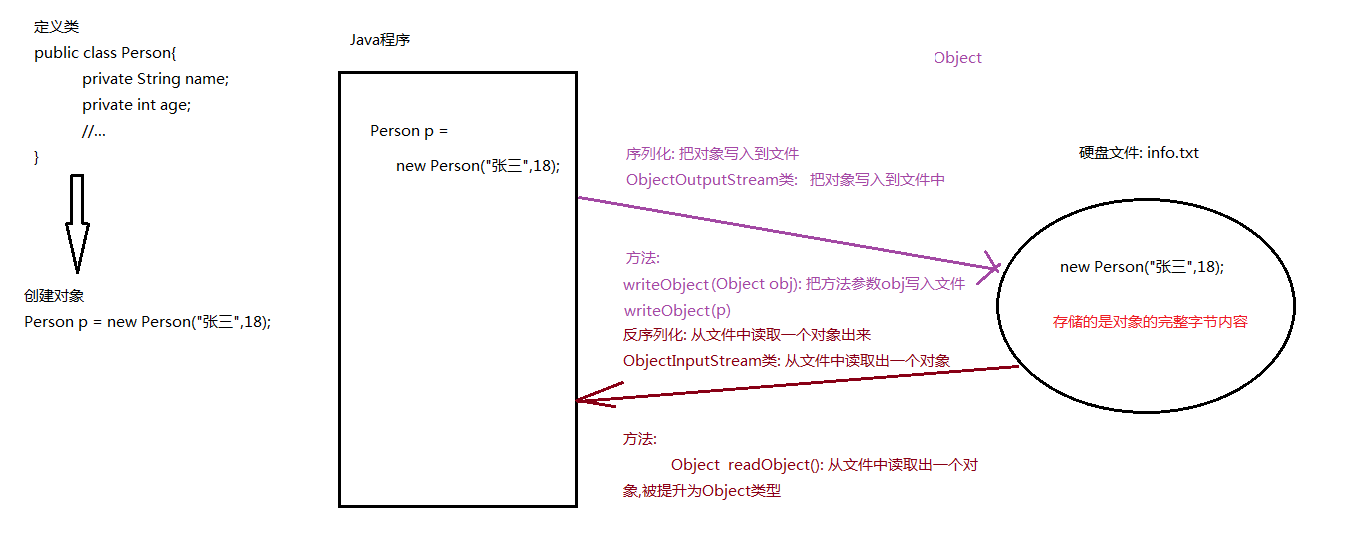 定义类
public class Person{
private String name;
private int age;
//...
}
创建对象
Person p = new Person("张三",18);
Java程序
Person p =
new Person("张三",18);
Object
序列化: 把对象写入到文件
ObjectOutputStream类: 把对象写入到文件中
方法:
writeObject(Object obj): 把方法参数obj写入文件
writeObject(p)
反序列化: 从文件中读取一个对象出来
ObjectInputStream类: 从文件中读取出一个对象
方法:
Object readObject(): 从文件中读取出一个对
象,被提升为Object类型
硬盘文件: info.txt
new Person("张三",18);
存储的是对象的完整字节内容